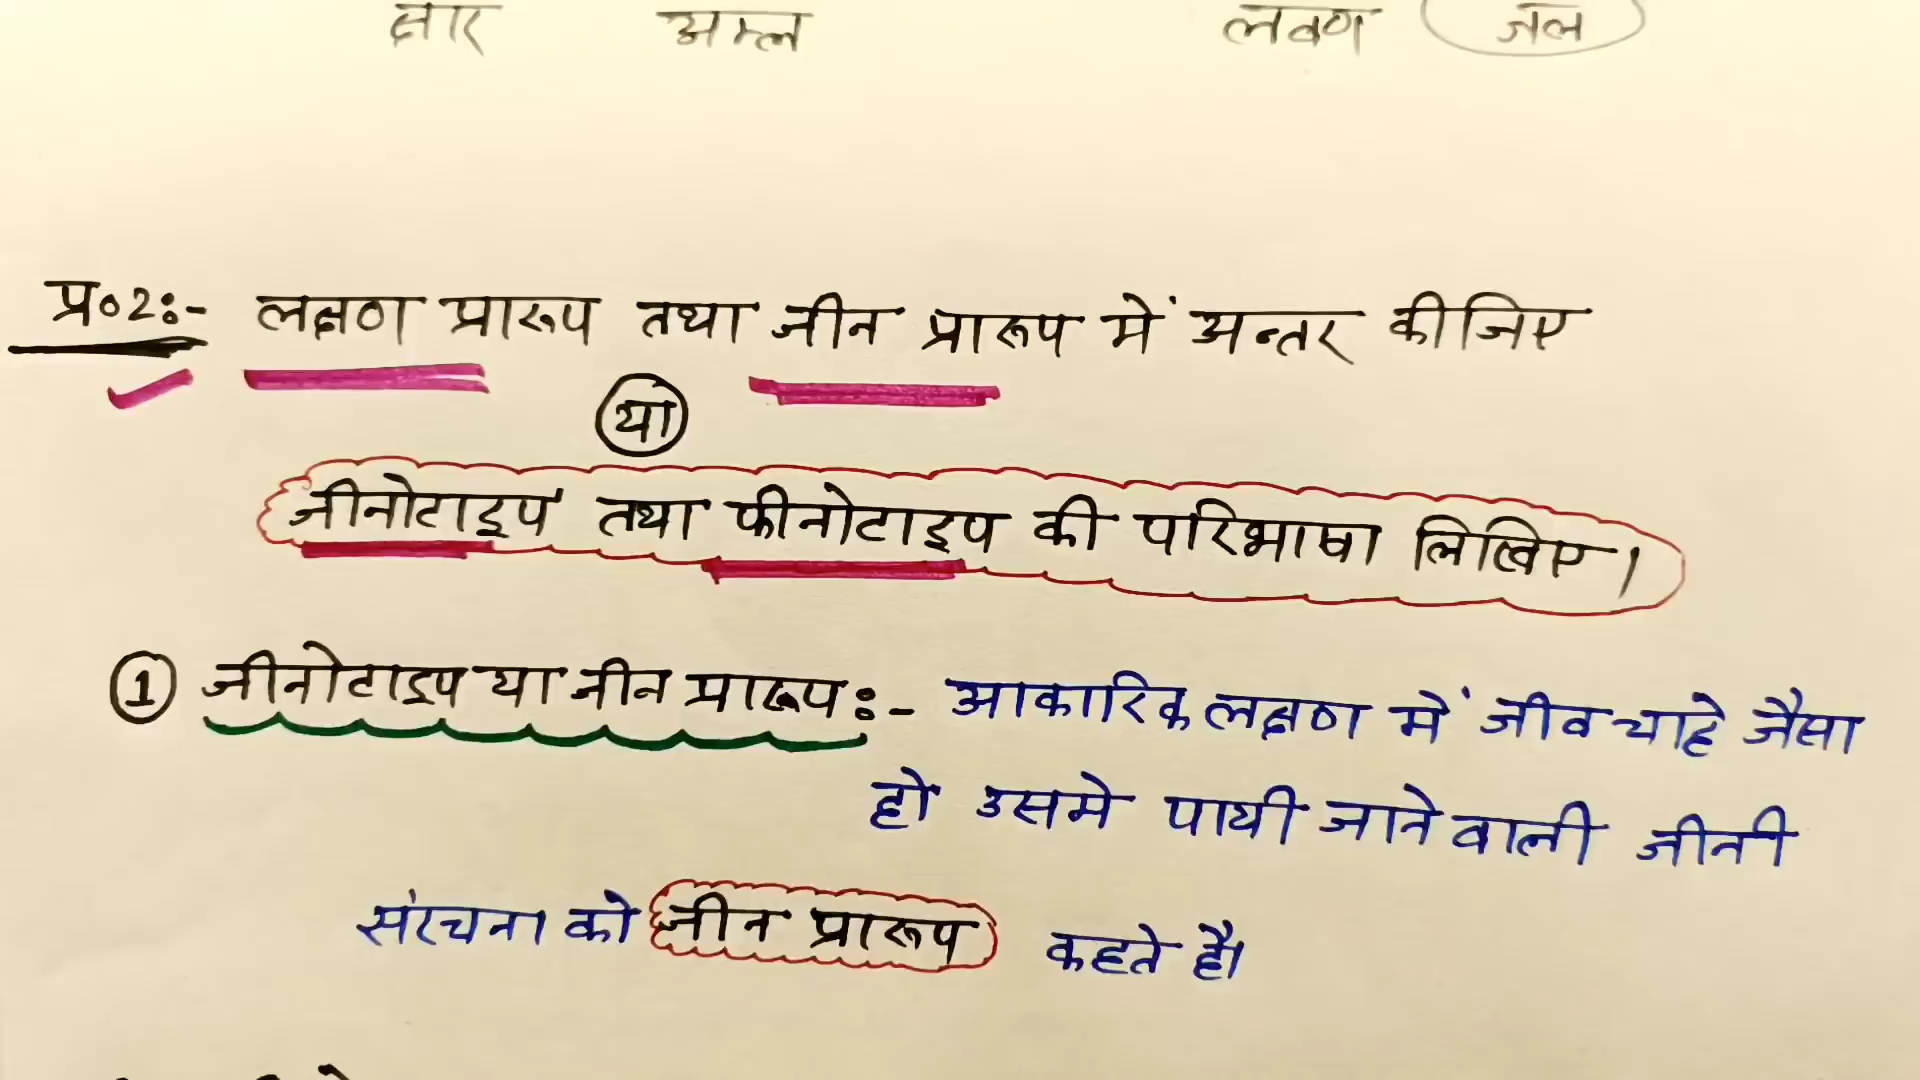 क्षार अम्ल लवण जल
प्र०2:- लक्षण प्रारूप तथा जीन प्रारूप में अन्तर कीजिए
या
जीनोटाइप तथा फीनोटाइप की परिभाषा लिखिए।
1 जीनोटाइप या जीन प्रारूप:- आकारिक लक्षण में जीव चाहे जैसा
हो उसमे पायी जाने वाली जीनी
संरचना को जीन प्रारूप कहते है।